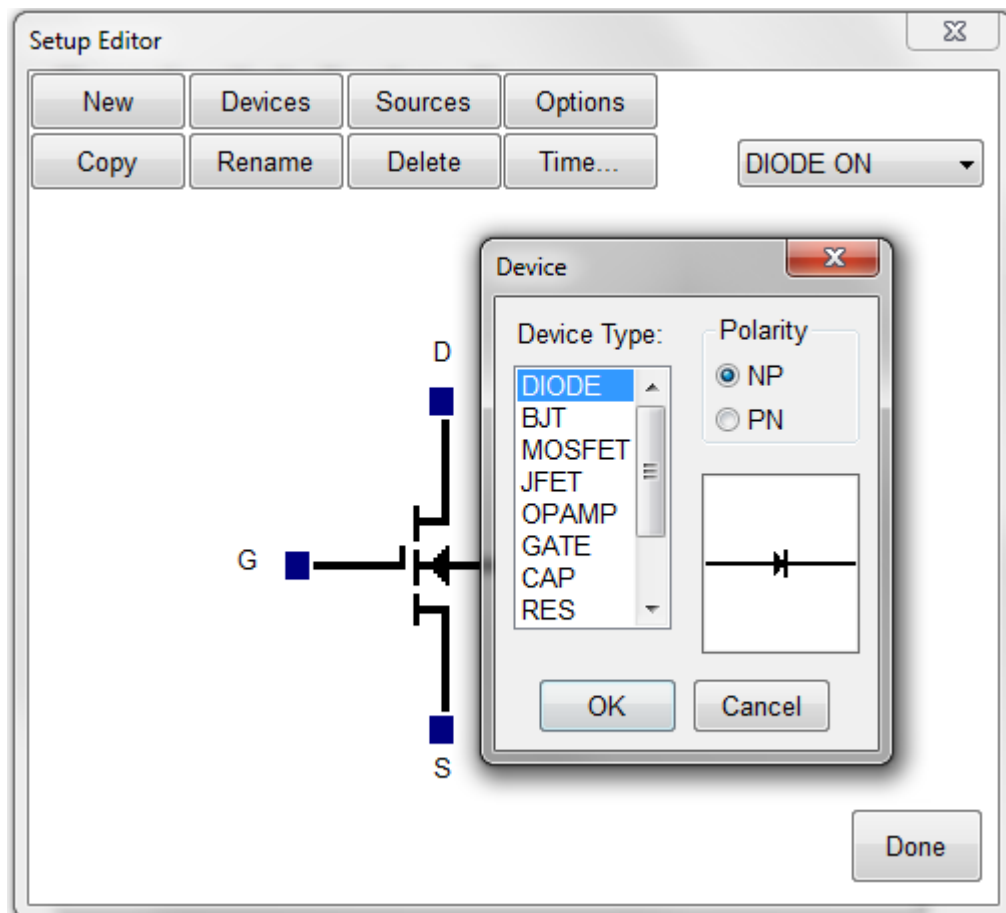 Setup Editor
New Devices Sources Options
Copy Rename Delete Time...
DIODE ON
Device
Device Type:
DIODE
BJT
MOSFET
JFET
OPAMP
GATE
CAP
RES
Polarity
NP
PN
OK Cancel
D
G
S
Done